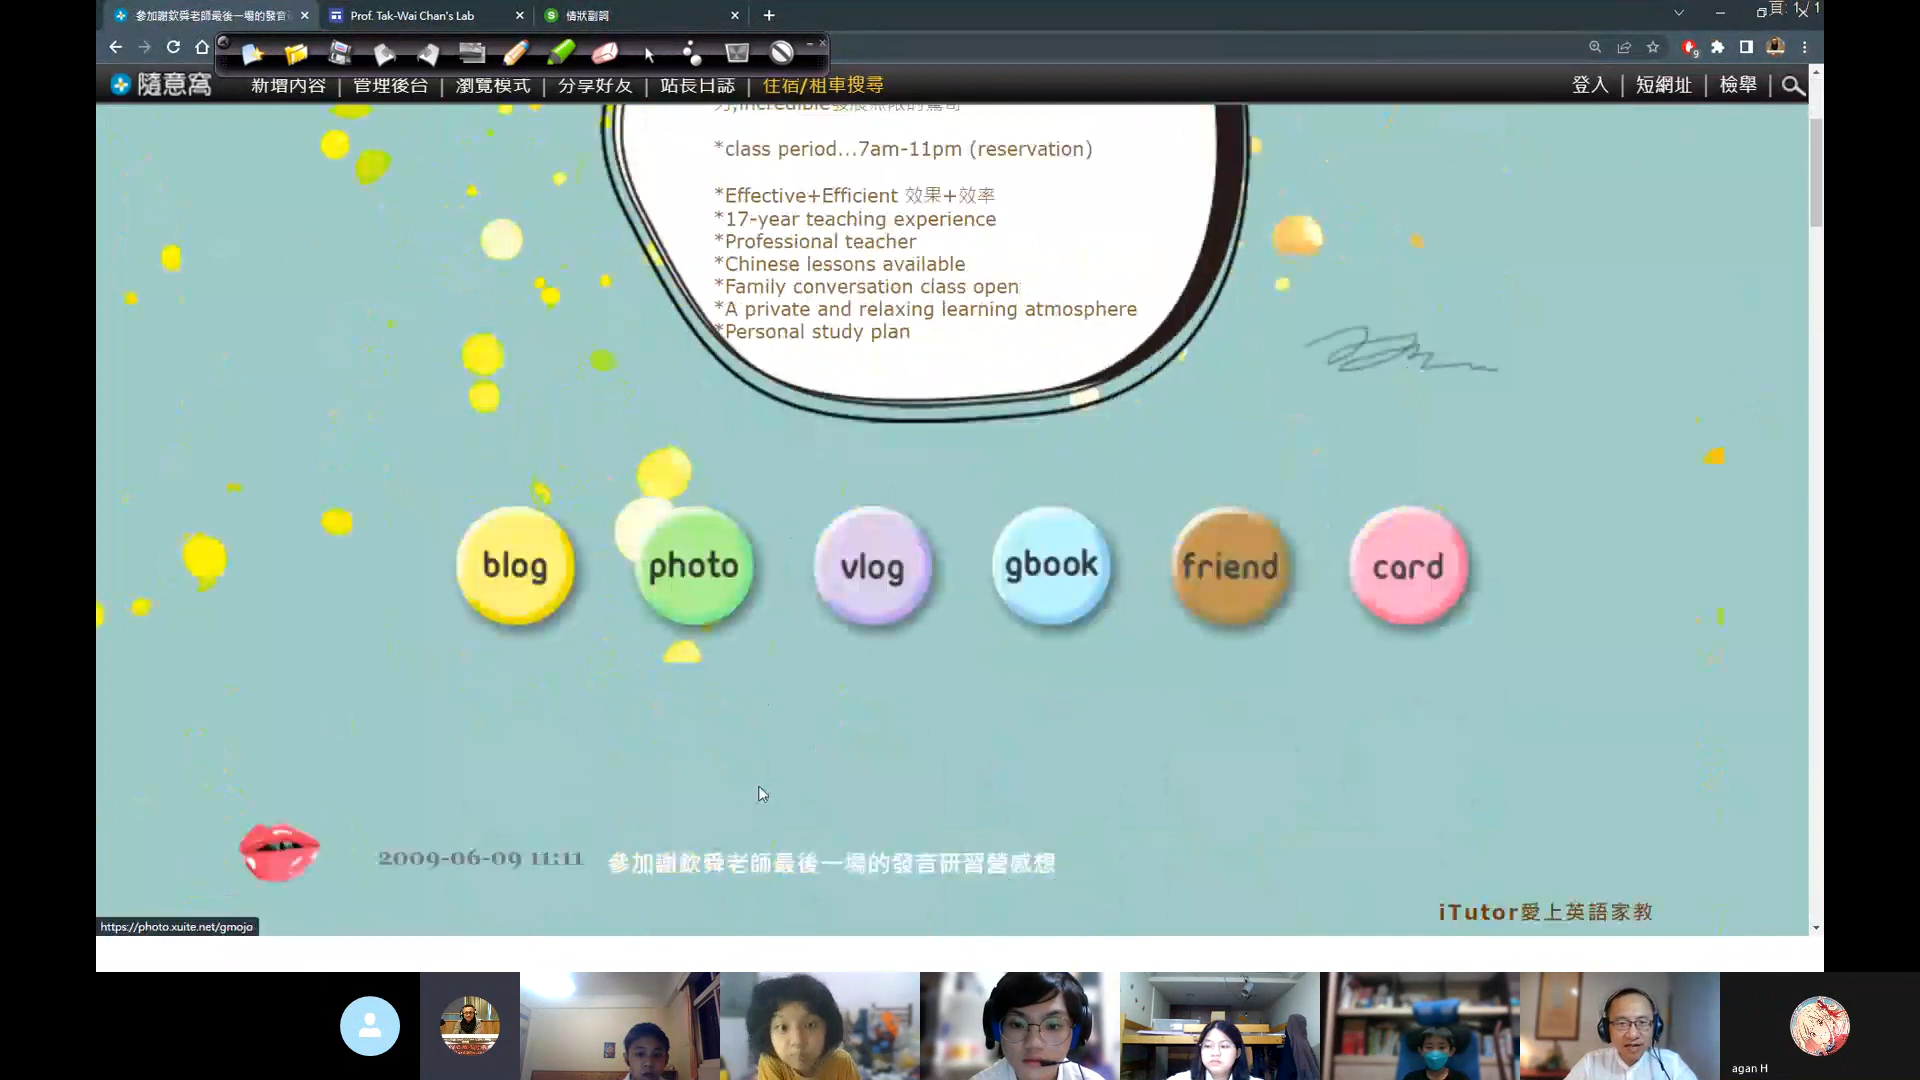 參加謝欽舜老師最後一場的發音
Prof. Tak-Wai Chan's Lab
情狀副詞
頁: 1 / 1
隨意窩
新增內容 | 管理後台 | 瀏覽模式 | 分享好友 | 站長日誌 | 住宿/租車搜尋
登入 | 短網址 | 檢舉
*class period...7am-11pm (reservation)
*Effective+Efficient 效果+效率
*17-year teaching experience
*Professional teacher
*Chinese lessons available
*Family conversation class open
*A private and relaxing learning atmosphere
*Personal study plan
blog
photo
vlog
gbook
friend
card
2009-06-09 11:11 參加謝欽舜老師最後一場的發音研習營感想
iTutor愛上英語家教
https://photo.xuite.net/gmojo
agan H